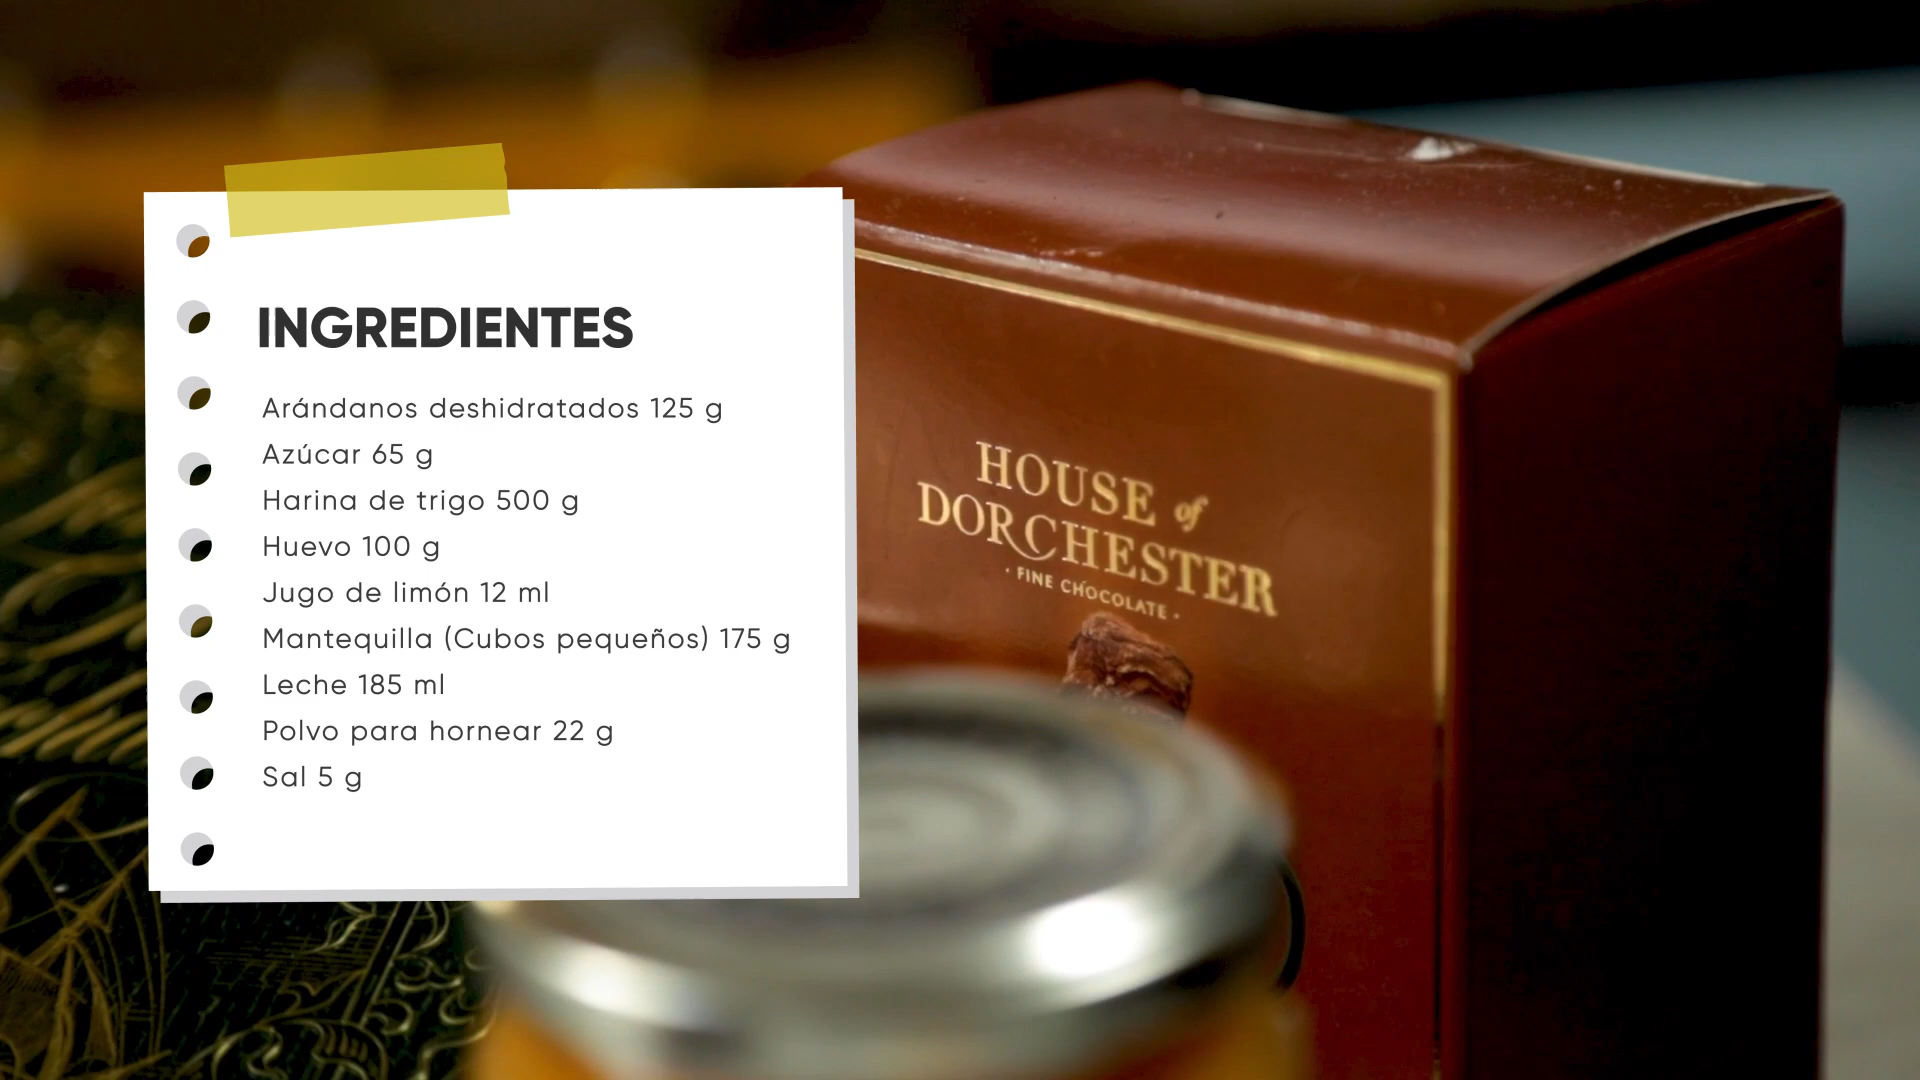 INGREDIENTES
Arándanos deshidratados 125 g
Azúcar 65 g
Harina de trigo 500 g
Huevo 100 g
Jugo de limón 12 ml
Mantequilla (Cubos pequeños) 175 g
Leche 185 ml
Polvo para hornear 22 g
Sal 5 g
HOUSE of
DORCHESTER
· FINE CHOCOLATE ·